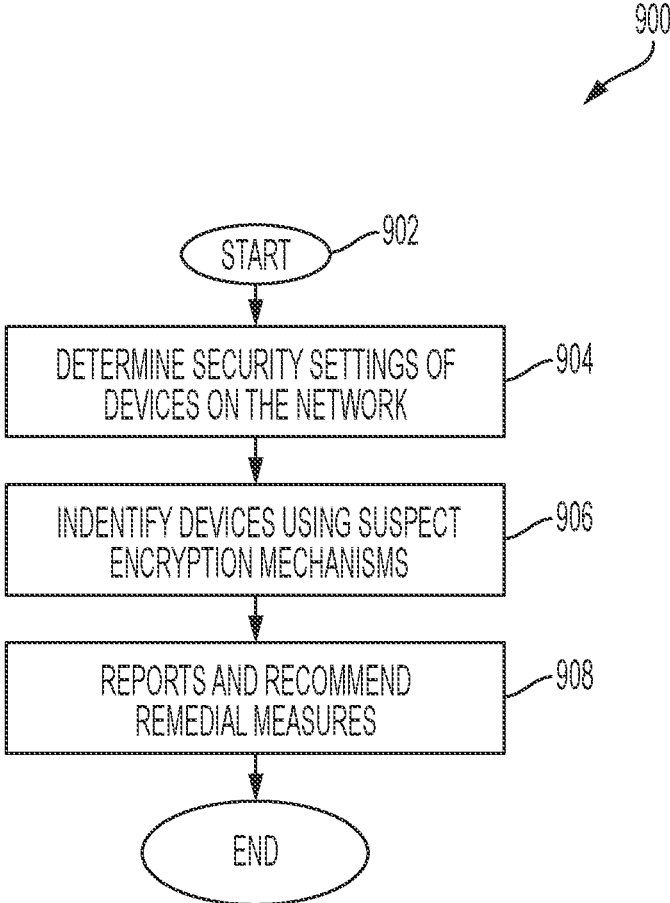 900
START
902
DETERMINE SECURITY SETTINGS OF
DEVICES ON THE NETWORK
904
INDENTIFY DEVICES USING SUSPECT
ENCRYPTION MECHANISMS
906
REPORTS AND RECOMMEND
REMEDIAL MEASURES
908
END